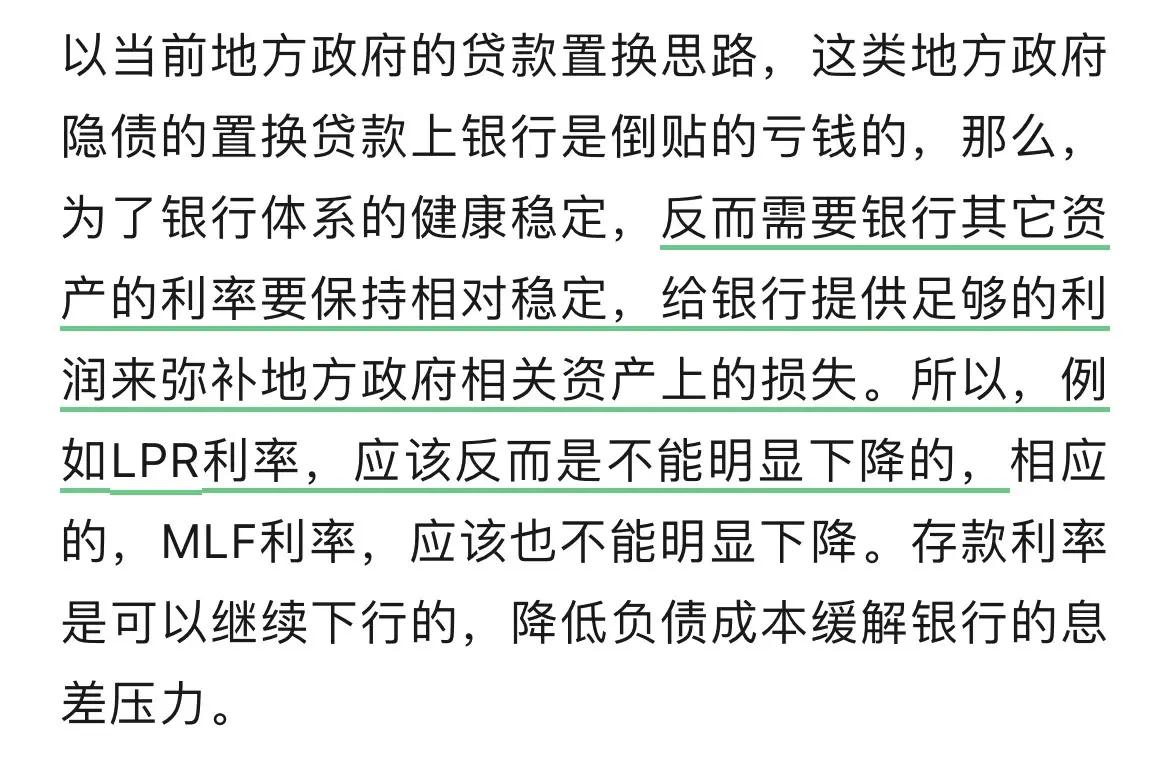 以当前地方政府的贷款置换思路，这类地方政府
隐债的置换贷款上银行是倒贴的亏钱的，那么，
为了银行体系的健康稳定，反而需要银行其它资
产的利率要保持相对稳定，给银行提供足够的利
润来弥补地方政府相关资产上的损失。所以，例
如LPR利率，应该反而是不能明显下降的，相应
的，MLF利率，应该也不能明显下降。存款利率
是可以继续下行的，降低负债成本缓解银行的息
差压力。